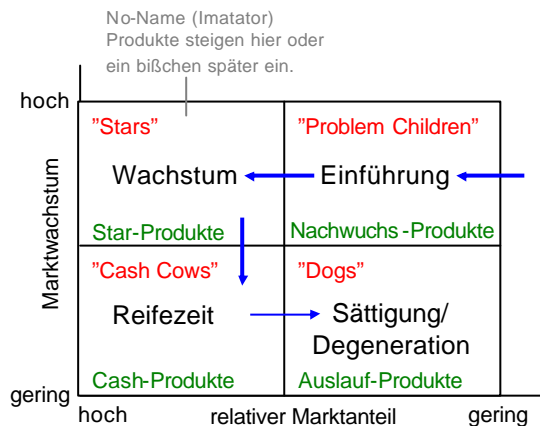 No-Name (Imatator)
Produkte steigen hier oder
ein bißchen später ein.
hoch
"Stars"
"Problem Children"
Wachstum
Einführung
Star-Produkte
Nachwuchs-Produkte
Marktwachstum
"Cash Cows"
"Dogs"
Reifezeit
Sättigung/
Degeneration
Cash-Produkte
Auslauf-Produkte
gering
hoch
relativer Marktanteil
gering